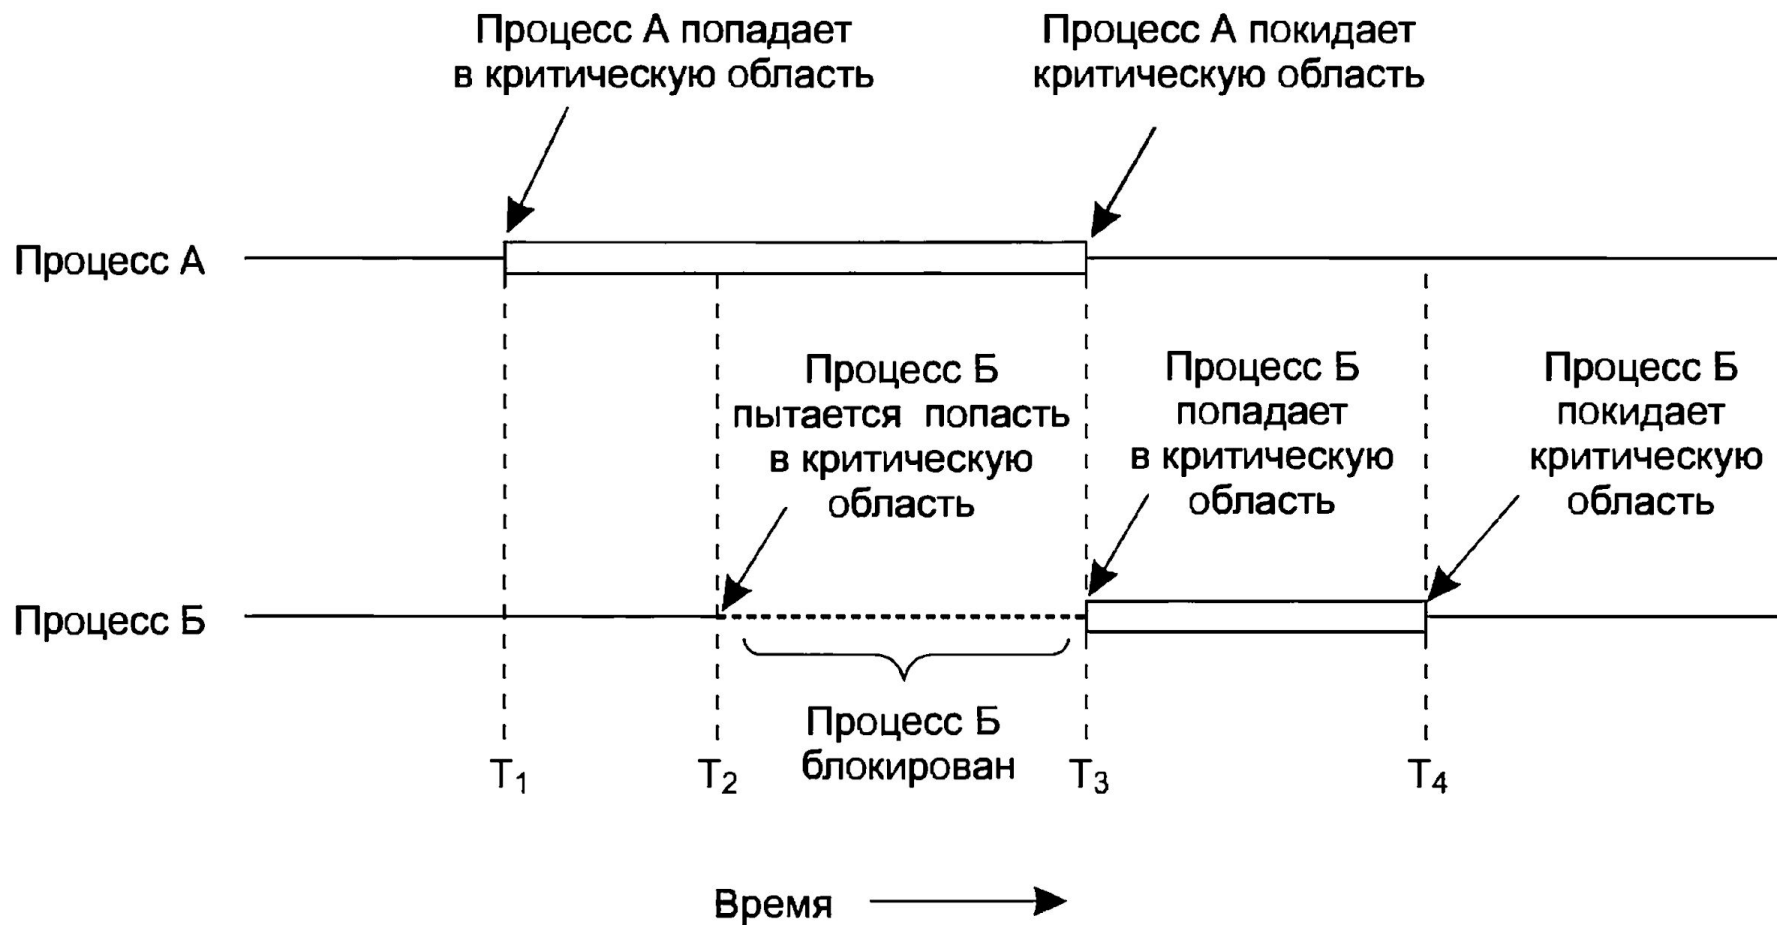 Процесс А попадает
в критическую область
Процесс А покидает
критическую область
Процесс А
Процесс Б
пытается попасть
в критическую
область
Процесс Б
попадает
в критическую
область
Процесс Б
покидает
критическую
область
Процесс Б
Процесс Б
блокирован
T₁
T₂
T₃
T₄
Время